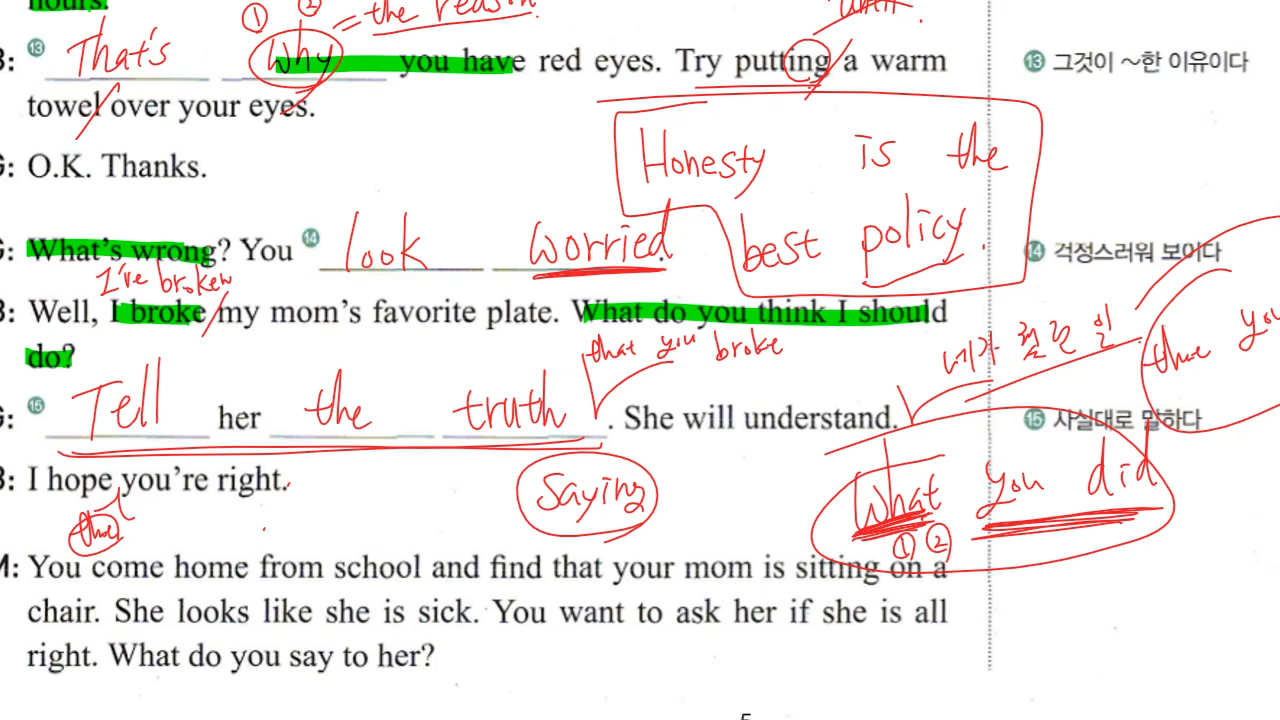 hours.
① ② = the reason.
B: ⑬ That's Why you have red eyes. Try putting a warm
⑬ 그것이 ~한 이유이다
towel over your eyes.
G: O.K. Thanks.
Honesty is the
best policy.
G: What's wrong? You ⑭ look worried.
⑭ 걱정스러워 보이다
I've broken
B: Well, I broke my mom's favorite plate. What do you think I should
do?
that you broke
네가
G: ⑮ Tell her the truth. She will understand.
⑮ 사실대로 말하다
B: I hope you're right.
that
Saying
What you did
① ②
M: You come home from school and find that your mom is sitting on a
chair. She looks like she is sick. You want to ask her if she is all
right. What do you say to her?